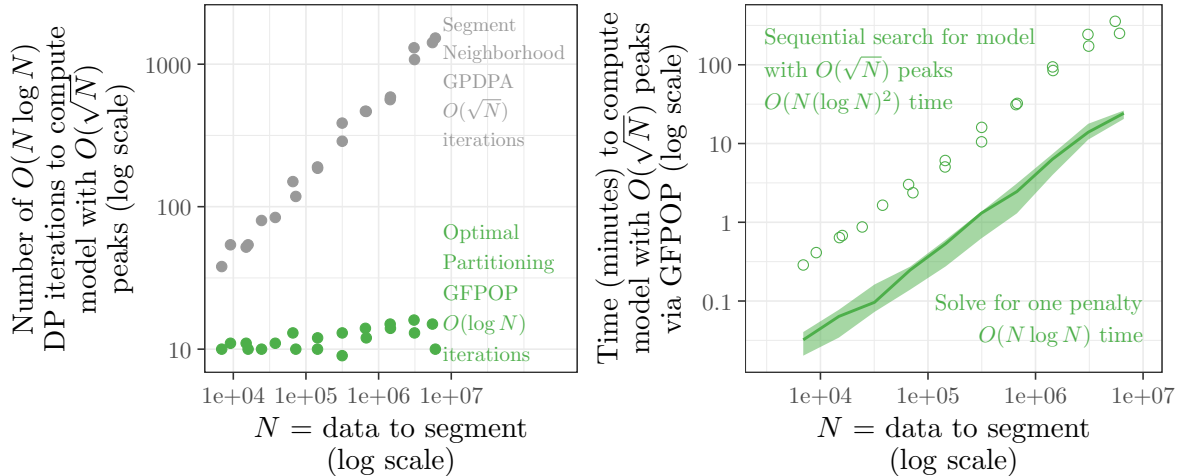 Number of O(N log N)
DP iterations to compute
model with O(√N)
peaks (log scale)
1000
100
10
Segment
Neighborhood
GPDPA
O(√N)
iterations
Optimal
Partitioning
GFPOP
O(log N)
iterations
1e+04 1e+05 1e+06 1e+07
N = data to segment
(log scale)
Time (minutes) to compute
model with O(√N) peaks
via GFPOP (log scale)
100
10
1
0.1
Sequential search for model
with O(√N) peaks
O(N(log N)²) time
Solve for one penalty
O(N log N) time
1e+04 1e+05 1e+06 1e+07
N = data to segment
(log scale)